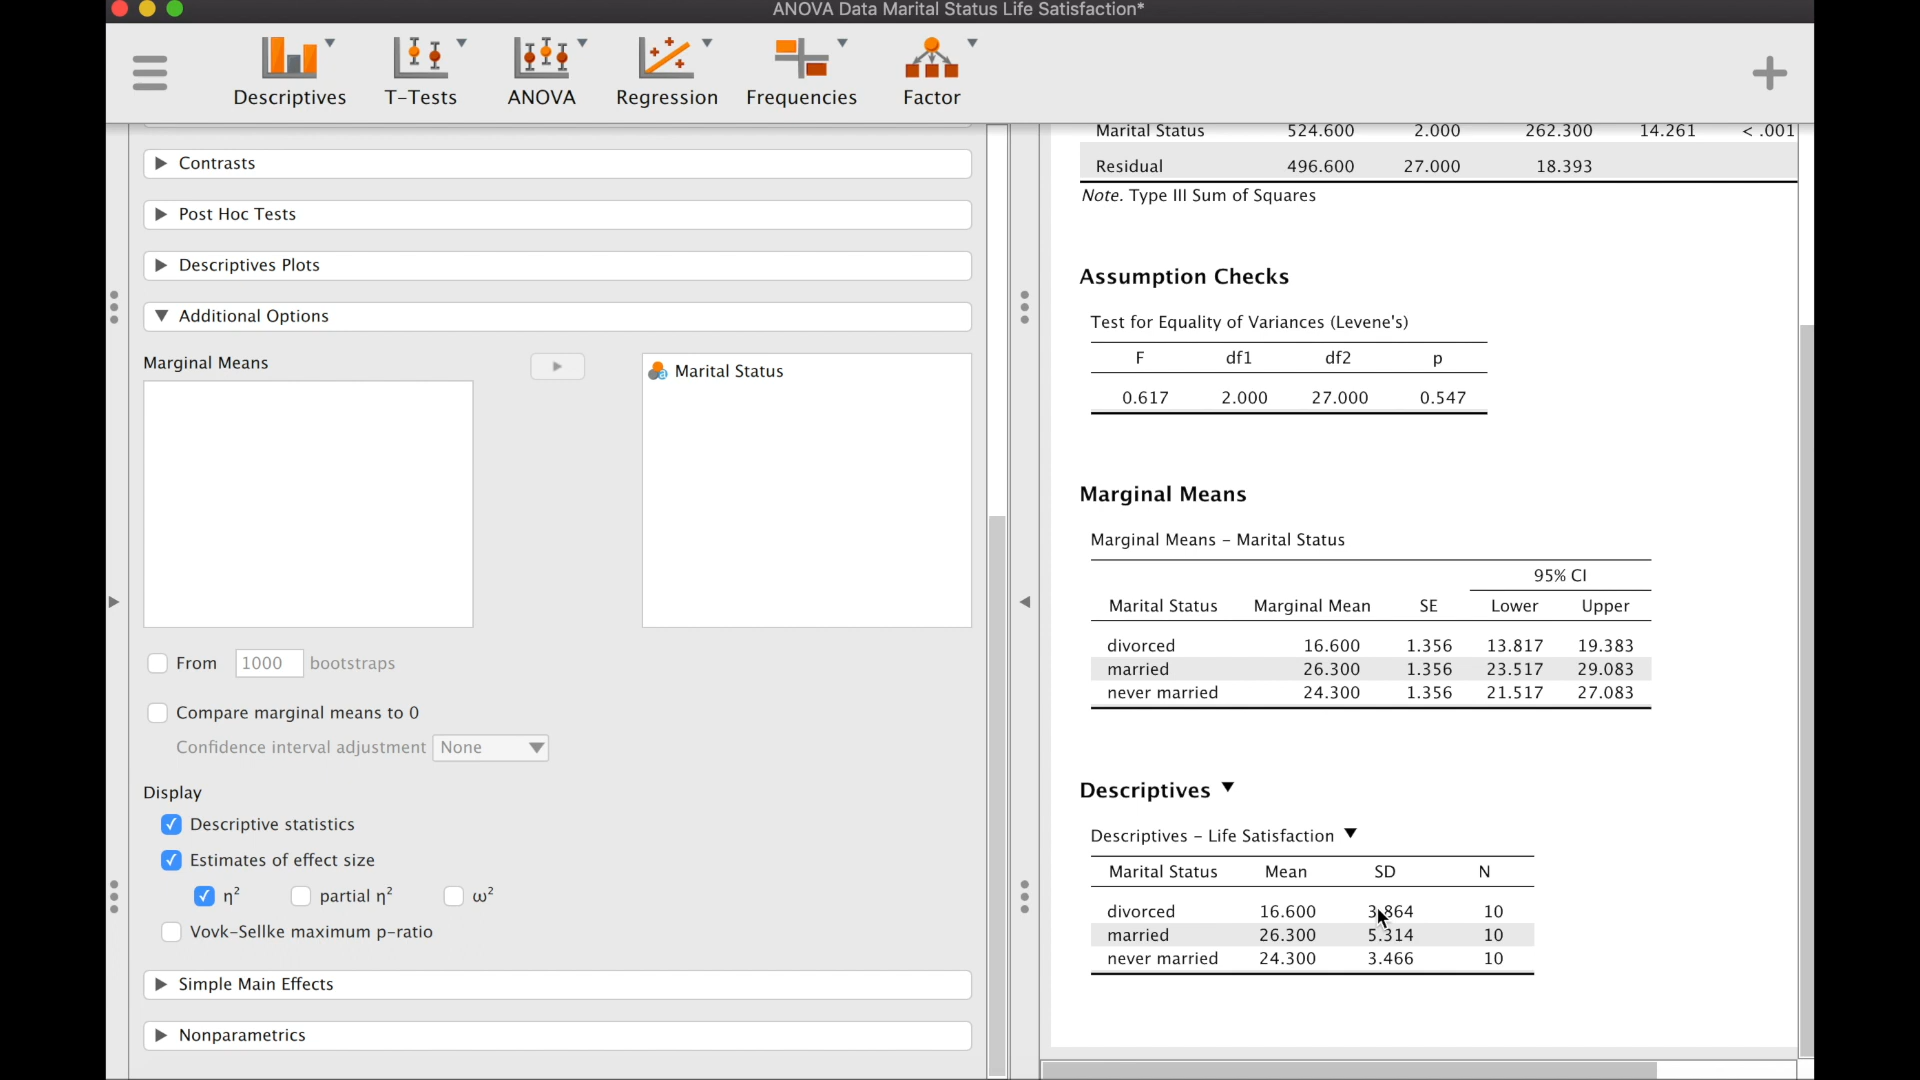 ANOVA Data Marital Status Life Satisfaction*
Descriptives T-Tests ANOVA Regression Frequencies Factor
Contrasts
Post Hoc Tests
Descriptives Plots
Additional Options
Marginal Means
Marital Status
From 1000 bootstraps
Compare marginal means to 0
Confidence interval adjustment None
Display
Descriptive statistics
Estimates of effect size
η² partial η² ω²
Vovk-Sellke maximum p-ratio
Simple Main Effects
Nonparametrics
Marital Status 524.600 2.000 262.300 14.261 < .001
Residual 496.600 27.000 18.393
Note. Type III Sum of Squares
Assumption Checks
Test for Equality of Variances (Levene's)
F df1 df2 p
0.617 2.000 27.000 0.547
Marginal Means
Marginal Means – Marital Status
95% CI
Marital Status Marginal Mean SE Lower Upper
divorced 16.600 1.356 13.817 19.383
married 26.300 1.356 23.517 29.083
never married 24.300 1.356 21.517 27.083
Descriptives
Descriptives – Life Satisfaction
Marital Status Mean SD N
divorced 16.600 3.864 10
married 26.300 5.314 10
never married 24.300 3.466 10